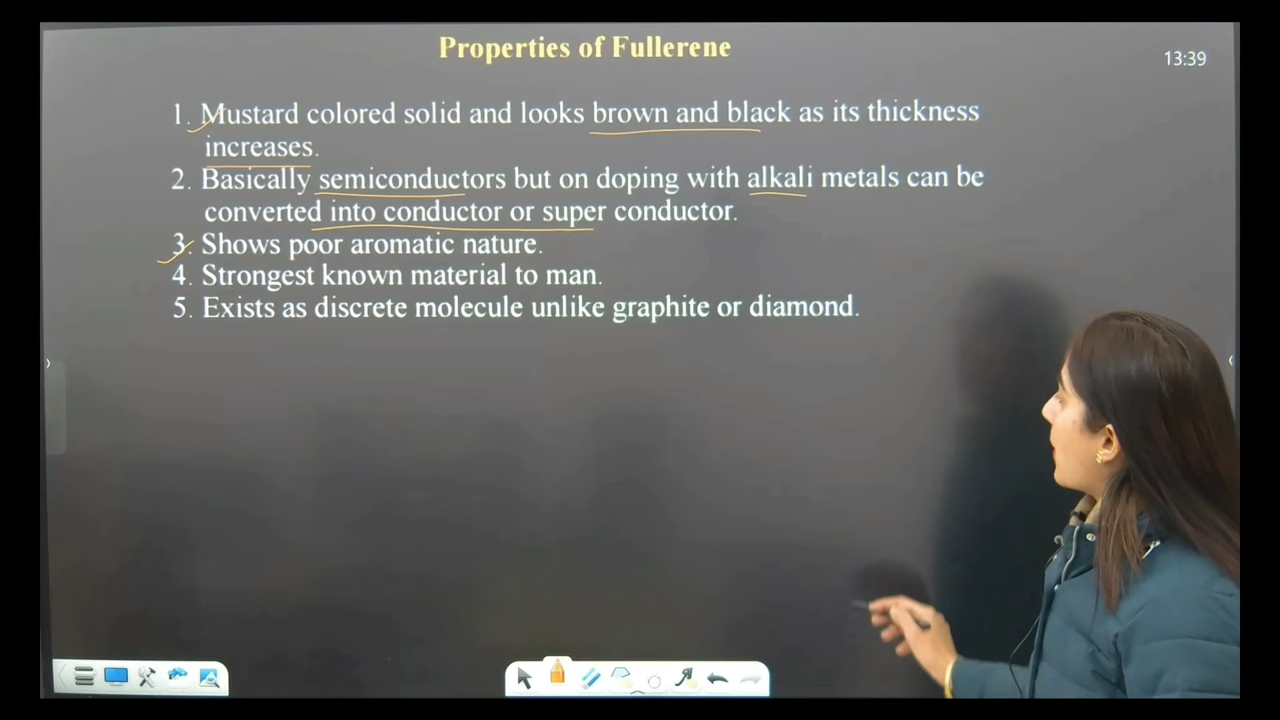 Properties of Fullerene
13:39
1. Mustard colored solid and looks brown and black as its thickness
increases.
2. Basically semiconductors but on doping with alkali metals can be
converted into conductor or super conductor.
3. Shows poor aromatic nature.
4. Strongest known material to man.
5. Exists as discrete molecule unlike graphite or diamond.